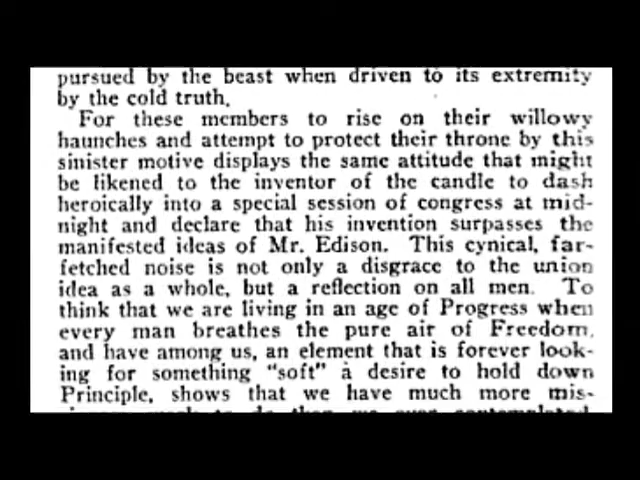 pursued by the beast when driven to its extremity
by the cold truth.
For these members to rise on their willowy
haunches and attempt to protect their throne by this
sinister motive displays the same attitude that might
be likened to the inventor of the candle to dash
heroically into a special session of congress at mid-
night and declare that his invention surpasses the
manifested ideas of Mr. Edison. This cynical, far-
fetched noise is not only a disgrace to the union
idea as a whole, but a reflection on all men. To
think that we are living in an age of Progress when
every man breathes the pure air of Freedom,
and have among us, an element that is forever look-
ing for something "soft" à desire to hold down
Principle, shows that we have much more mis-
to do than we ever contemplated